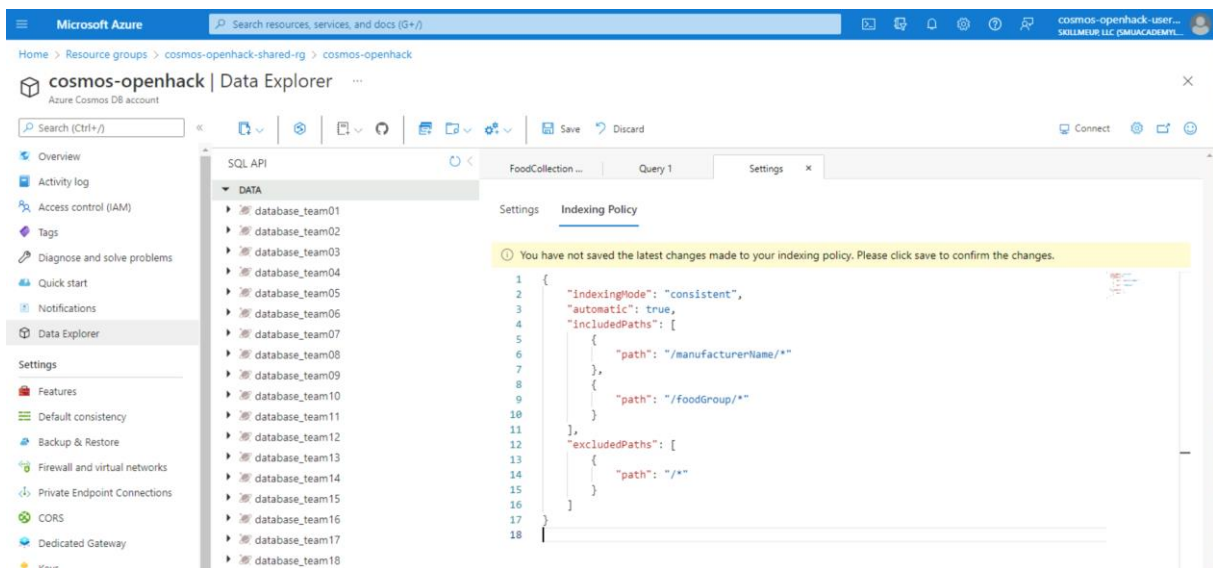 Microsoft Azure
Search resources, services, and docs (G+/)
cosmos-openhack-user...
SKILLMEUP, LLC (SMUACADEMYL...
Home > Resource groups > cosmos-openhack-shared-rg > cosmos-openhack
cosmos-openhack | Data Explorer ...
Azure Cosmos DB account
Search (Ctrl+/)
Overview
Activity log
Access control (IAM)
Tags
Diagnose and solve problems
Quick start
Notifications
Data Explorer
Settings
Features
Default consistency
Backup & Restore
Firewall and virtual networks
Private Endpoint Connections
CORS
Dedicated Gateway
Keys
Save
Discard
Connect
SQL API
DATA
database_team01
database_team02
database_team03
database_team04
database_team05
database_team06
database_team07
database_team08
database_team09
database_team10
database_team11
database_team12
database_team13
database_team14
database_team15
database_team16
database_team17
database_team18
FoodCollection ...
Query 1
Settings
Settings
Indexing Policy
You have not saved the latest changes made to your indexing policy. Please click save to confirm the changes.
1 {
2 "indexingMode": "consistent",
3 "automatic": true,
4 "includedPaths": [
5 {
6 "path": "/manufacturerName/*"
7 },
8 {
9 "path": "/foodGroup/*"
10 }
11 ],
12 "excludedPaths": [
13 {
14 "path": "/*"
15 }
16 ]
17 }
18